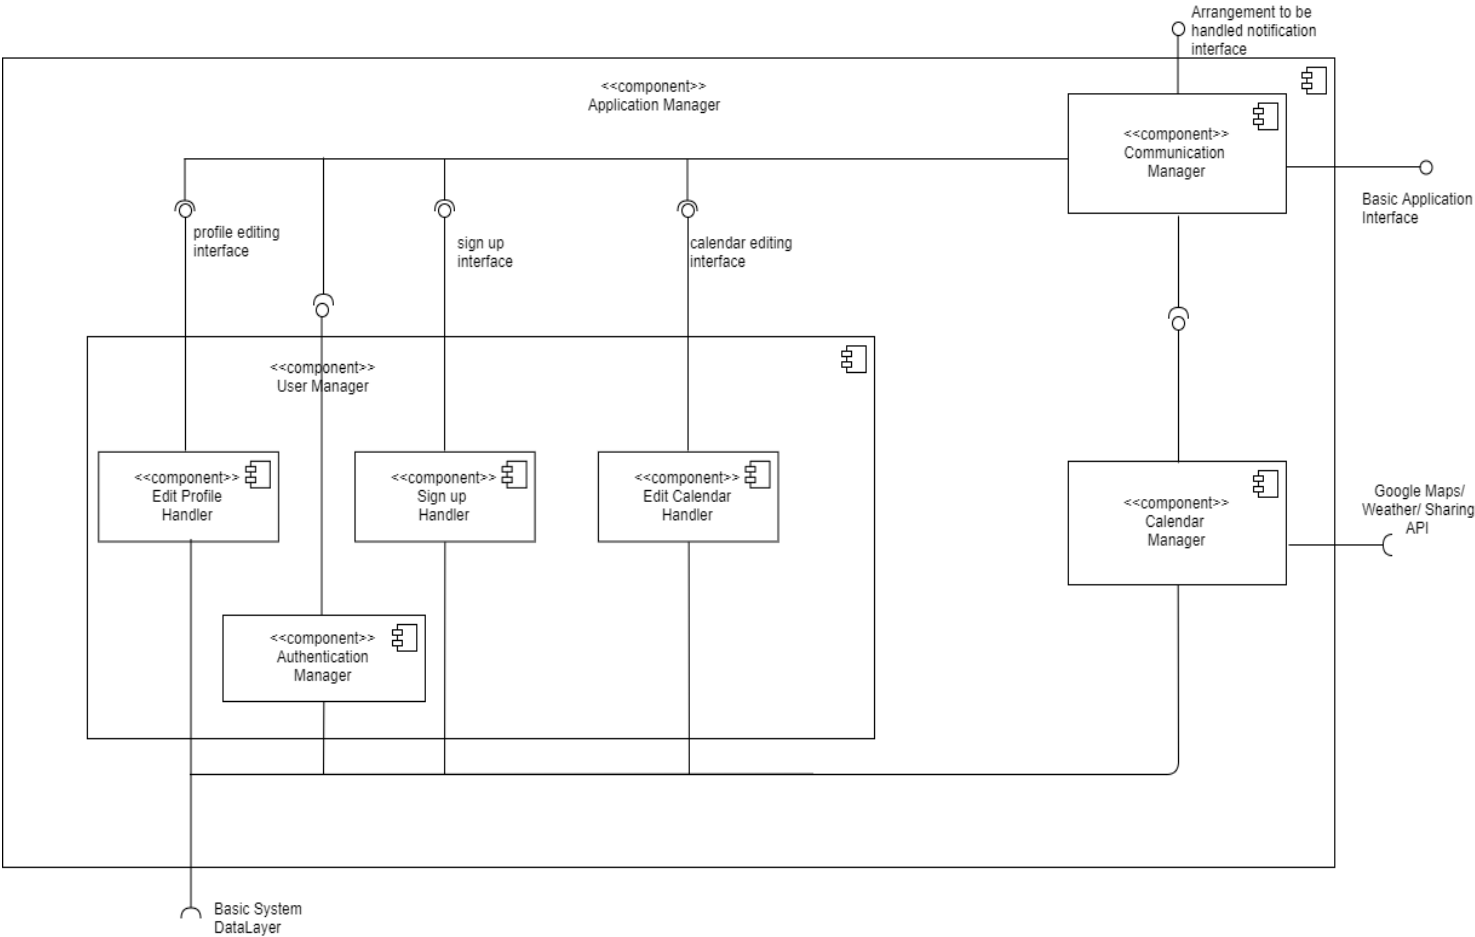 Arrangement to be
handled notification
interface
<<component>>
Application Manager
<<component>>
Communication
Manager
Basic Application
Interface
profile editing
interface
sign up
interface
calendar editing
interface
<<component>>
User Manager
<<component>>
Edit Profile
Handler
<<component>>
Sign up
Handler
<<component>>
Edit Calendar
Handler
<<component>>
Calendar
Manager
Google Maps/
Weather/ Sharing
API
<<component>>
Authentication
Manager
Basic System
DataLayer